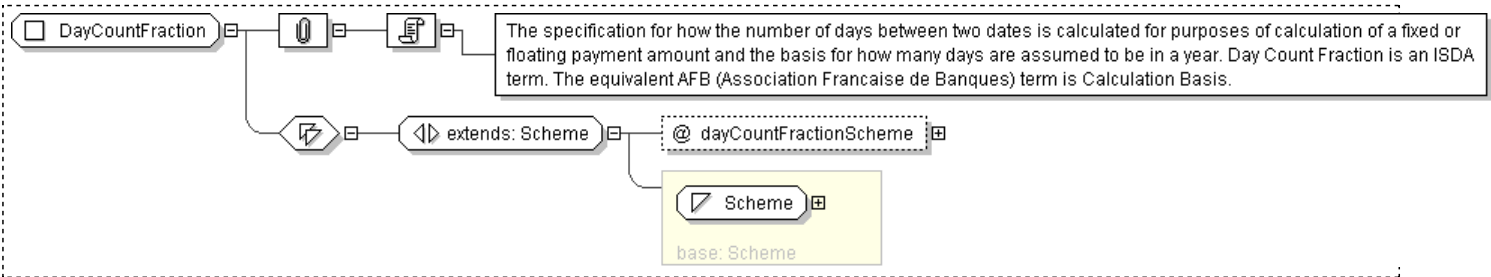 DayCountFraction
The specification for how the number of days between two dates is calculated for purposes of calculation of a fixed or
floating payment amount and the basis for how many days are assumed to be in a year. Day Count Fraction is an ISDA
term. The equivalent AFB (Association Francaise de Banques) term is Calculation Basis.
extends: Scheme
@ dayCountFractionScheme
Scheme
base: Scheme